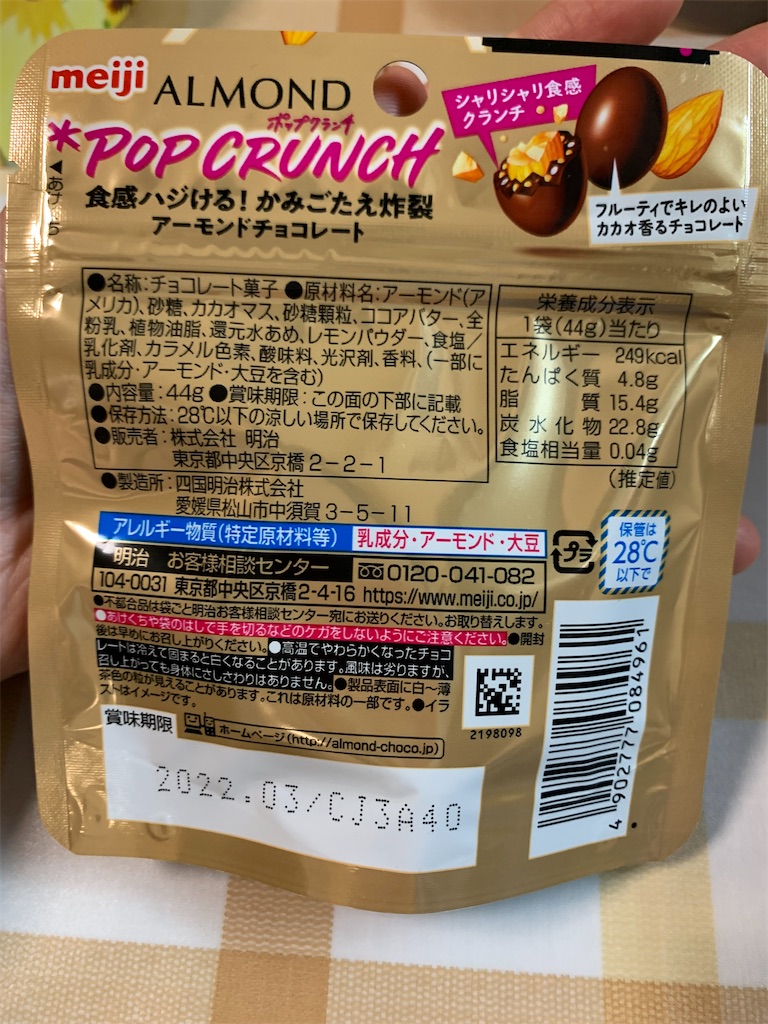 meiji ALMOND
ポップクランチ
*POP CRUNCH
食感ハジける!かみごたえ炸裂
アーモンドチョコレート
シャリシャリ食感
クランチ
フルーティでキレのよい
カカオ香るチョコレート
●名称:チョコレート菓子 ●原材料名:アーモンド(ア
メリカ)、砂糖、カカオマス、砂糖顆粒、ココアバター、全
粉乳、植物油脂、還元水あめ、レモンパウダー、食塩/
乳化剤、カラメル色素、酸味料、光沢剤、香料、(一部に
乳成分・アーモンド・大豆を含む)
●内容量:44g ●賞味期限:この面の下部に記載
●保存方法:28℃以下の涼しい場所で保存してください。
●販売者:株式会社 明治
東京都中央区京橋2-2-1
●製造所:四国明治株式会社
愛媛県松山市中須賀3-5-11
栄養成分表示
1袋(44g)当たり
エネルギー 249kcal
たんぱく質 4.8g
脂質 15.4g
炭水化物 22.8g
食塩相当量 0.04g
(推定値)
アレルギー物質(特定原材料等) 乳成分・アーモンド・大豆
明治 お客様相談センター 0120-041-082
104-0031 東京都中央区京橋2-4-16 https://www.meiji.co.jp/
プラ
保管は
28℃
以下で
●不都合品は袋ごと明治お客様相談センター宛にお送りください。お取替えします。
●あけくちや袋のはしで手を切るなどのケガをしないようにご注意ください。●開封
後は早めにお召し上がりください。●高温でやわらかくなったチョコ
レートは冷えて固まると白くなることがあります。風味は劣りますが、
召し上がっても身体にさしさわりはありません。●製品表面に白〜薄
茶色の粒が見えることがあります。これは原材料の一部です。●イラ
ストはイメージです。
2198098
賞味期限
ホームページ(http://almond-choco.jp)
2022.03/CJ3A40
4902777084961